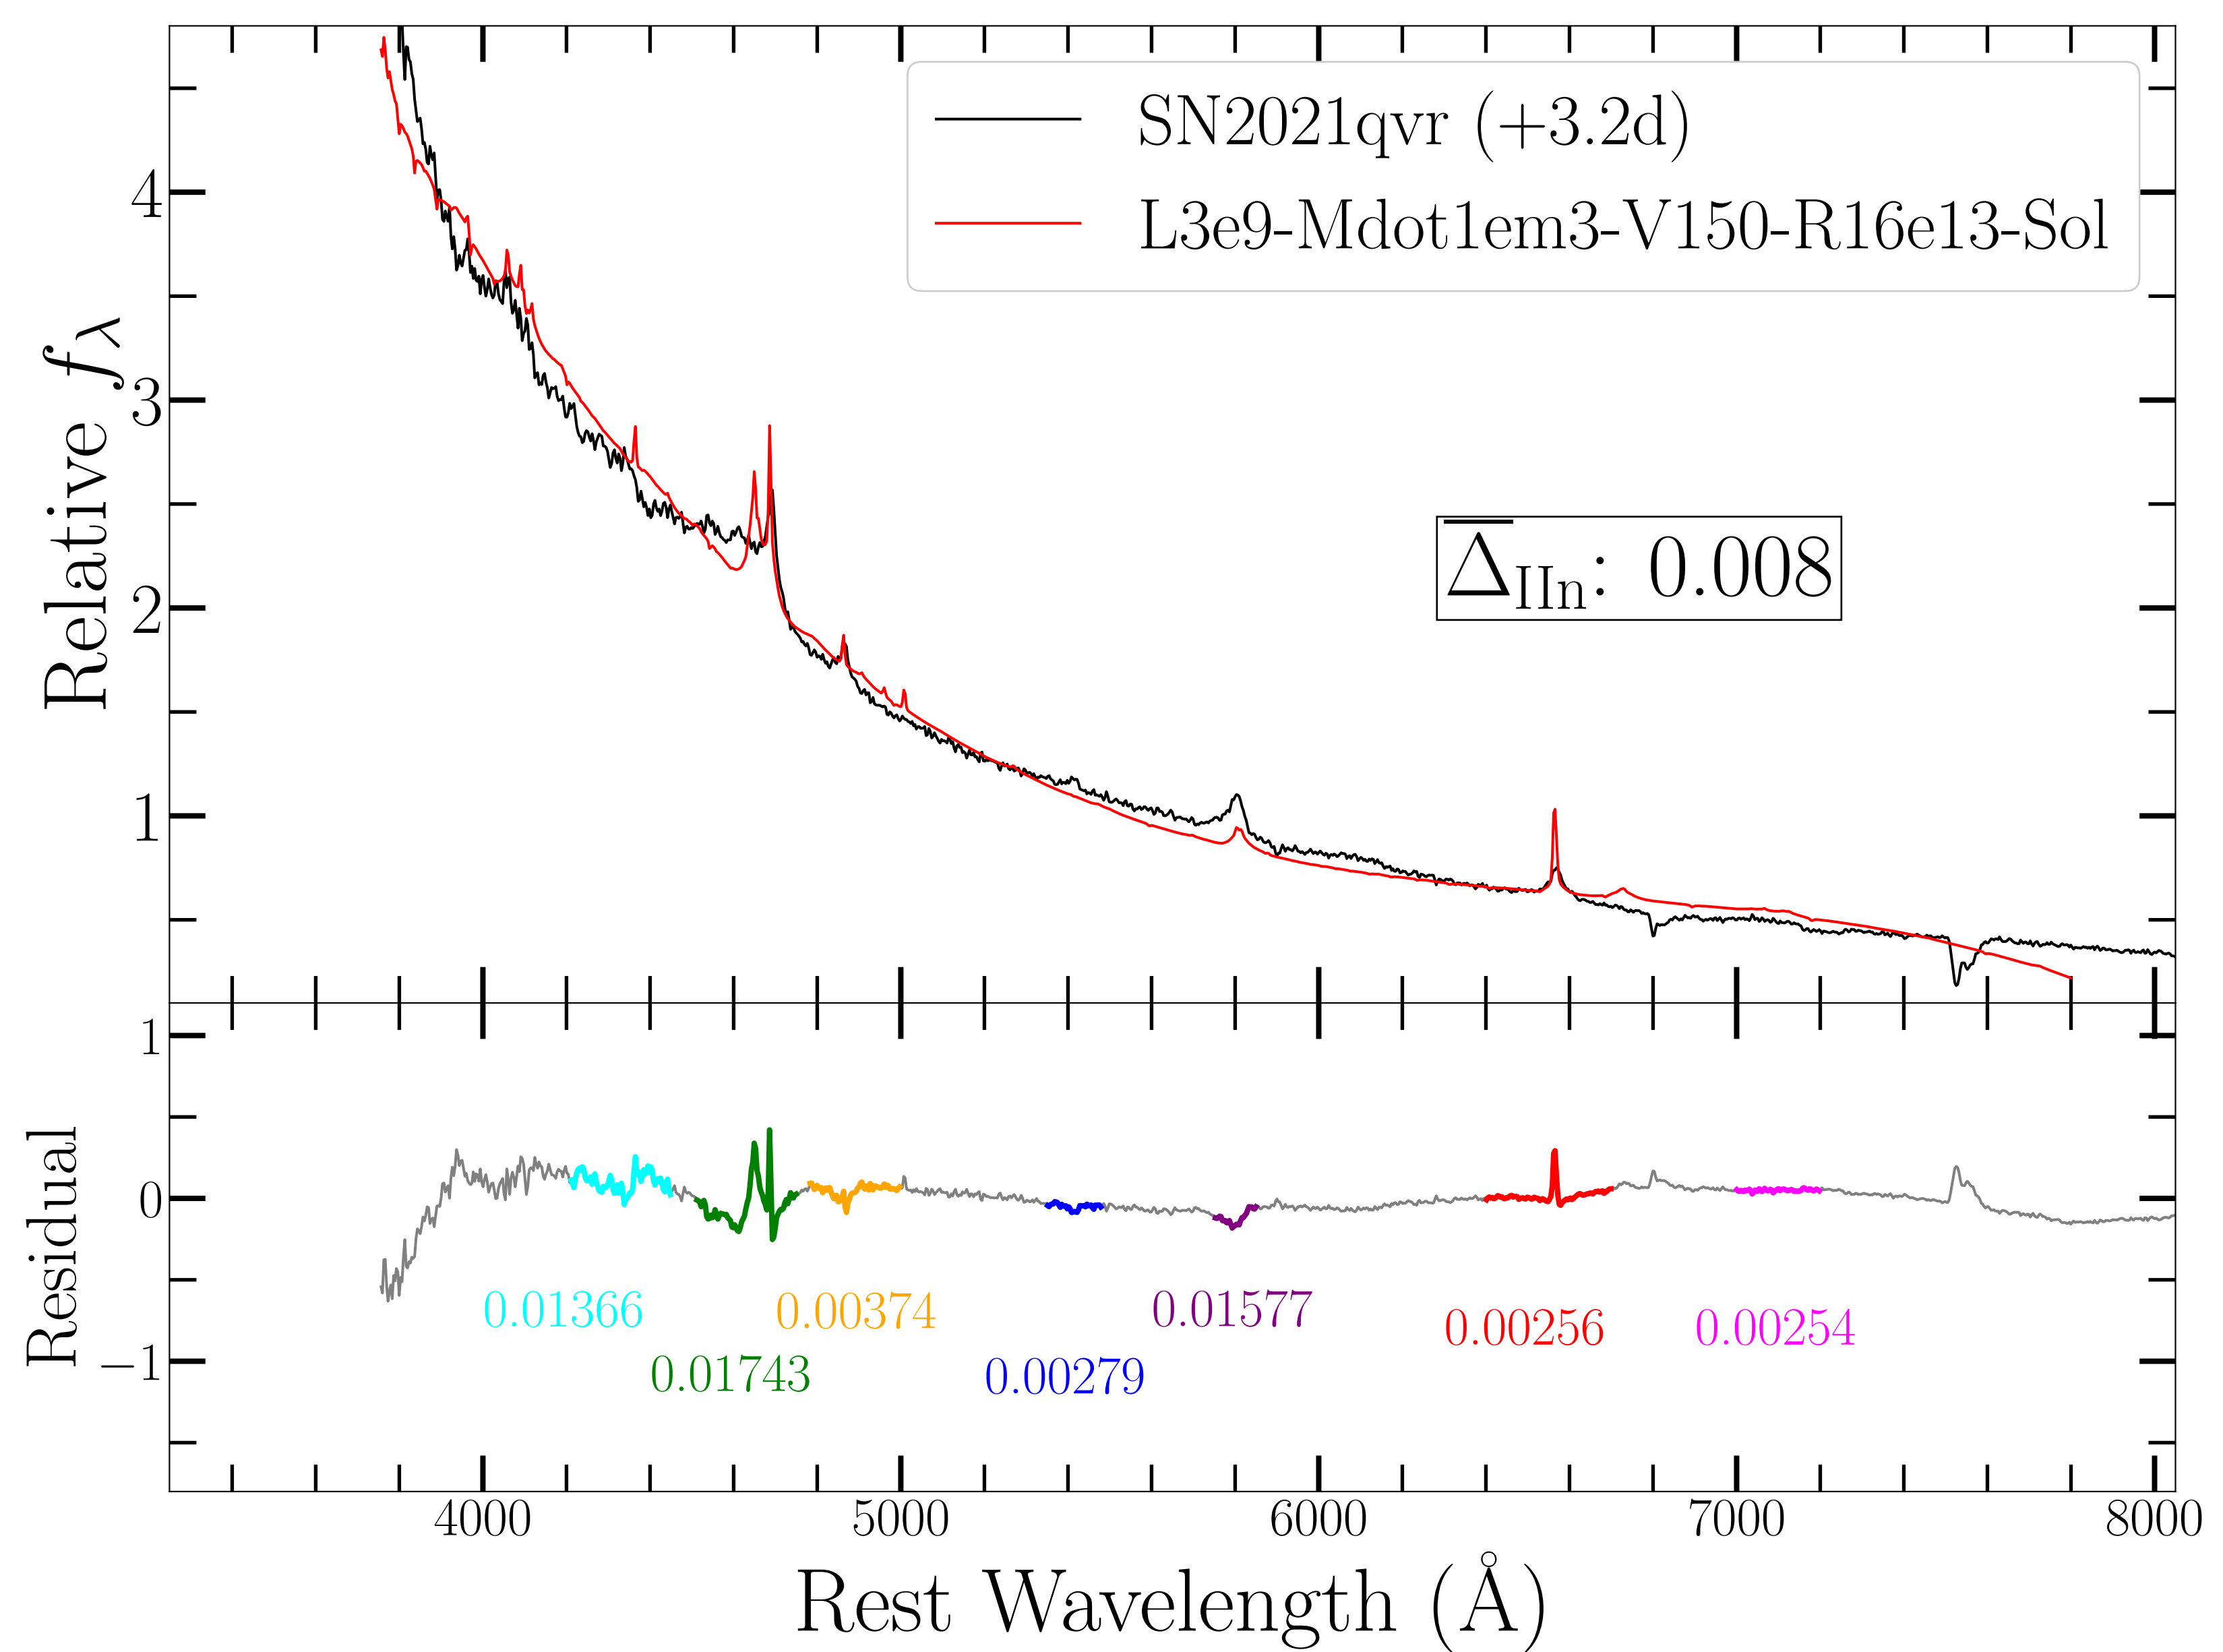 SN2021qvr (+3.2d)
L3e9-Mdot1em3-V150-R16e13-Sol
4
3
2
1
Relative fλ
Δ̅IIn: 0.008
1
0
−1
Residual
0.01366
0.00374
0.01577
0.00256
0.00254
0.01743
0.00279
4000 5000 6000 7000 8000
Rest Wavelength (Å)